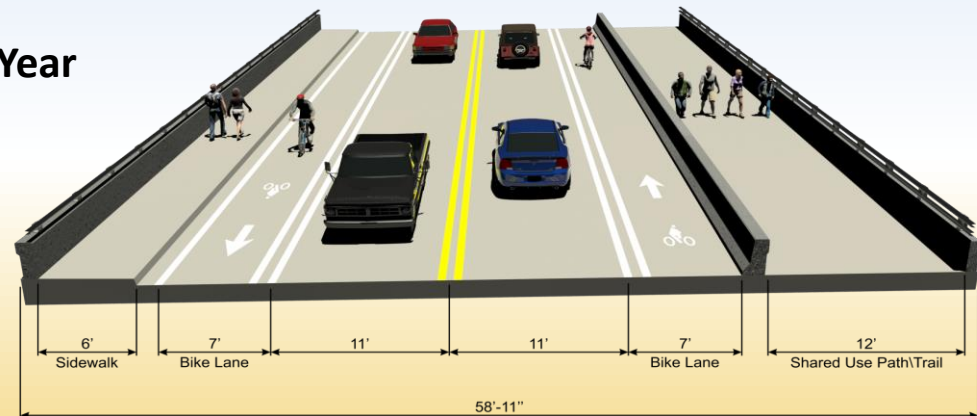 Year
6'
Sidewalk
7'
Bike Lane
11'
11'
7'
Bike Lane
12'
Shared Use Path\Trail
58'-11"